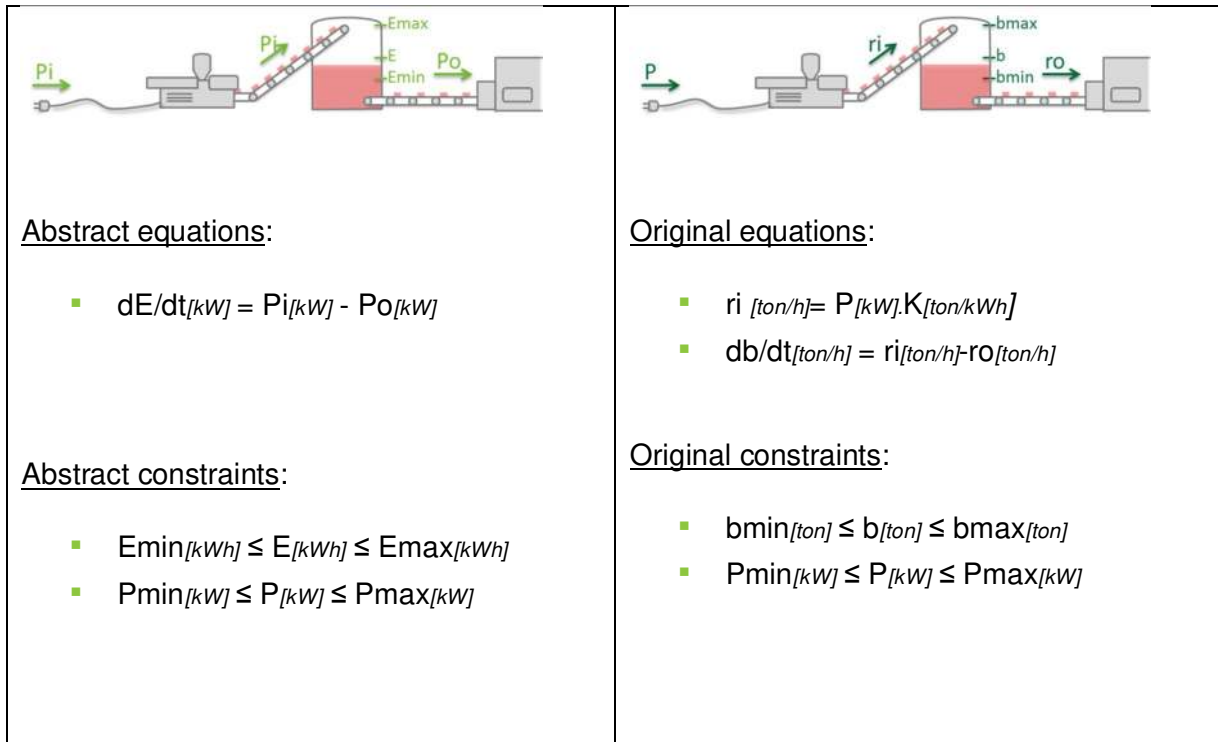 Pi
Pi
Emax
E
Emin
Po
Abstract equations:
dE/dt[kW] = Pi[kW] - Po[kW]
Abstract constraints:
Emin[kWh] ≤ E[kWh] ≤ Emax[kWh]
Pmin[kW] ≤ P[kW] ≤ Pmax[kW]
P
ri
bmax
b
bmin
ro
Original equations:
ri [ton/h]= P[kW].K[ton/kWh]
db/dt[ton/h] = ri[ton/h]-ro[ton/h]
Original constraints:
bmin[ton] ≤ b[ton] ≤ bmax[ton]
Pmin[kW] ≤ P[kW] ≤ Pmax[kW]